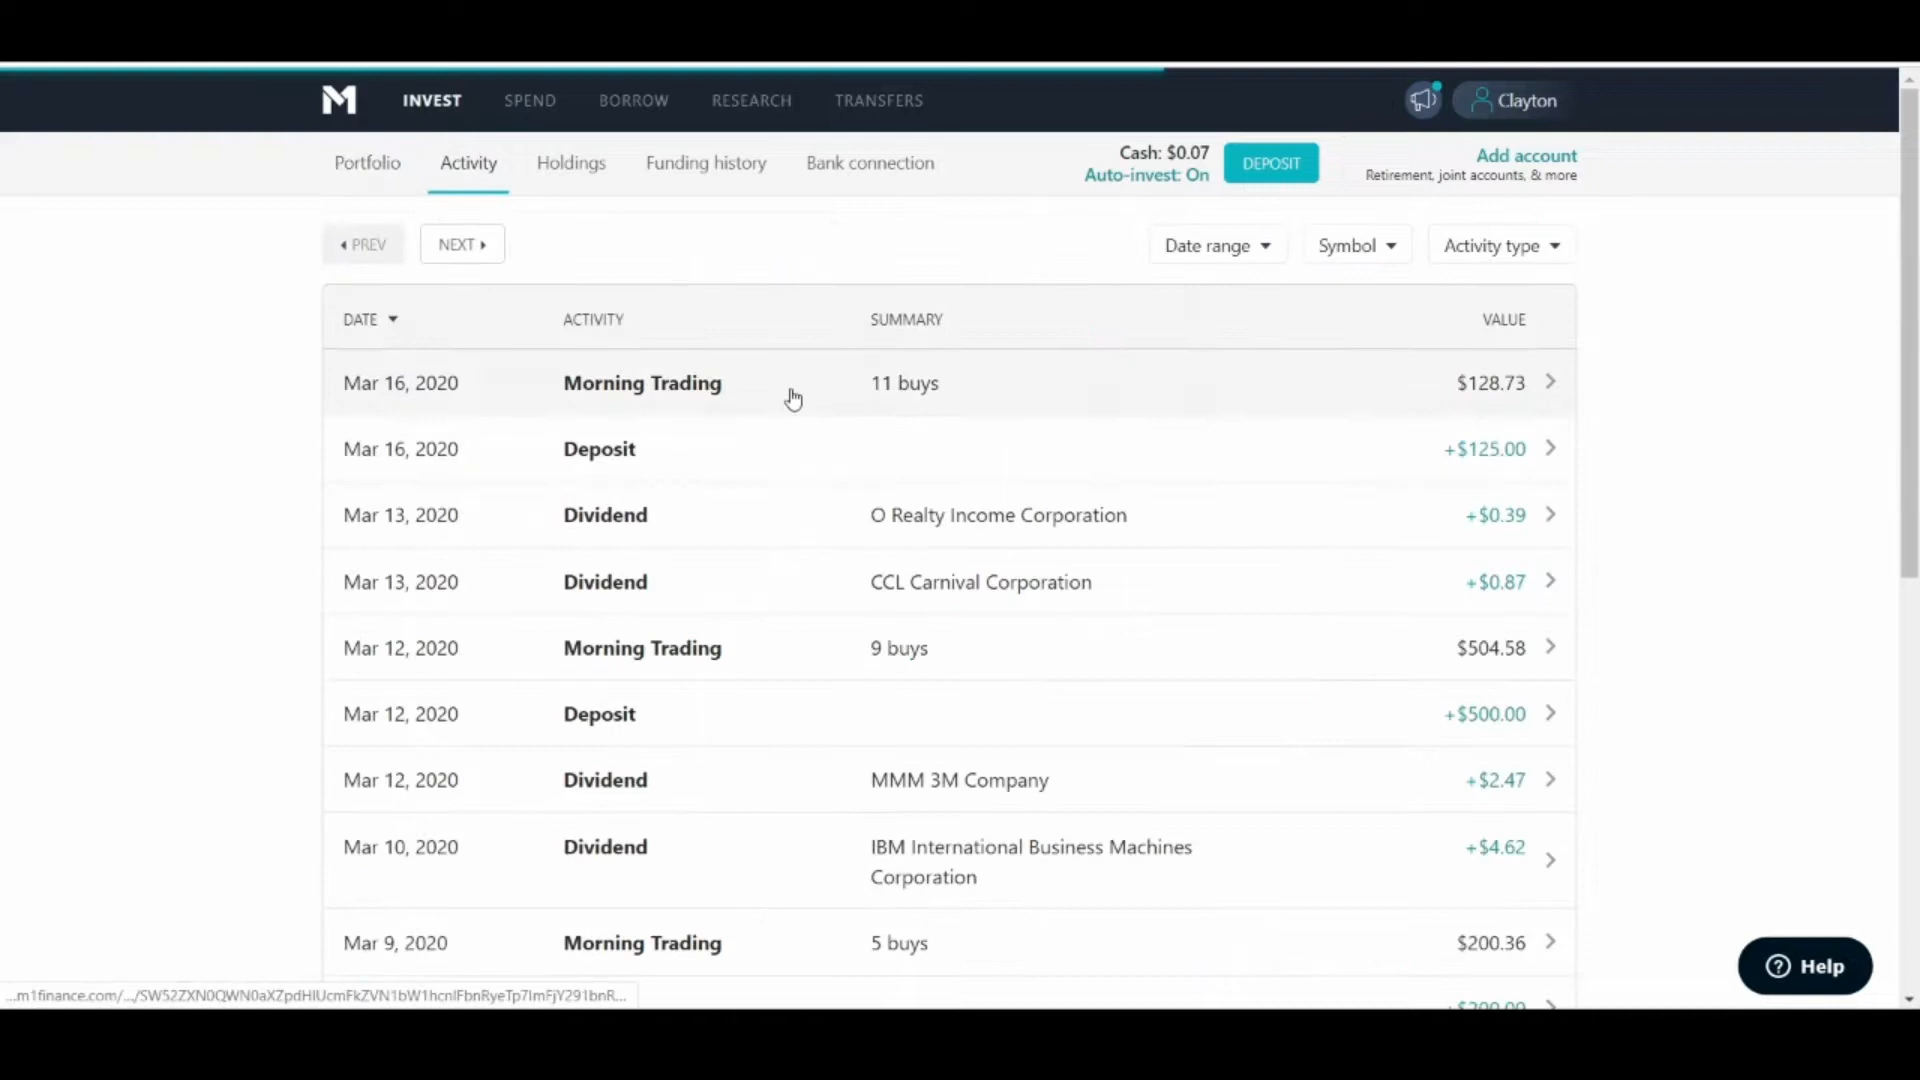 M INVEST SPEND BORROW RESEARCH TRANSFERS Clayton
Portfolio Activity Holdings Funding history Bank connection
Cash: $0.07
Auto-invest: On
DEPOSIT
Add account
Retirement, joint accounts, & more
PREV NEXT Date range Symbol Activity type
DATE ACTIVITY SUMMARY VALUE
Mar 16, 2020 Morning Trading 11 buys $128.73
Mar 16, 2020 Deposit +$125.00
Mar 13, 2020 Dividend O Realty Income Corporation +$0.39
Mar 13, 2020 Dividend CCL Carnival Corporation +$0.87
Mar 12, 2020 Morning Trading 9 buys $504.58
Mar 12, 2020 Deposit +$500.00
Mar 12, 2020 Dividend MMM 3M Company +$2.47
Mar 10, 2020 Dividend IBM International Business Machines +$4.62
Corporation
Mar 9, 2020 Morning Trading 5 buys $200.36
Help